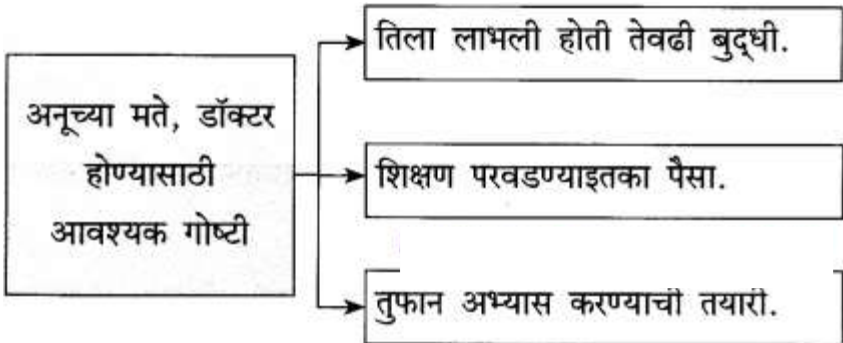 अनूच्या मते, डॉक्टर
होण्यासाठी
आवश्यक गोष्टी
तिला लाभली होती तेवढी बुद्धी.
शिक्षण परवडण्याइतका पैसा.
तुफान अभ्यास करण्याची तयारी.